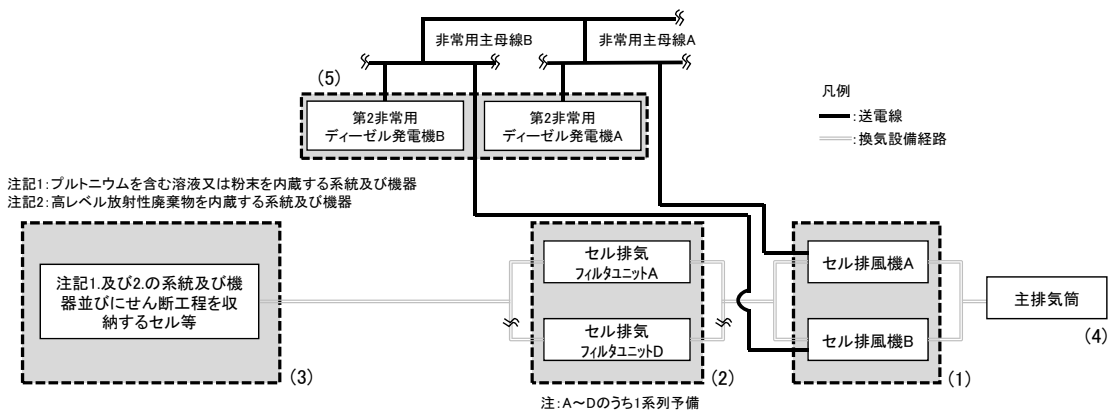 非常用主母線B
非常用主母線A
(5)
第2非常用
ディーゼル発電機B
第2非常用
ディーゼル発電機A
凡例
:送電線
:換気設備経路
注記1:プルトニウムを含む溶液又は粉末を内蔵する系統及び機器
注記2:高レベル放射性廃棄物を内蔵する系統及び機器
注記1.及び2.の系統及び機
器並びにせん断工程を収
納するセル等
(3)
セル排気
フィルタユニットA
セル排気
フィルタユニットD
(2)
注:A~Dのうち1系列予備
セル排風機A
セル排風機B
(1)
主排気筒
(4)